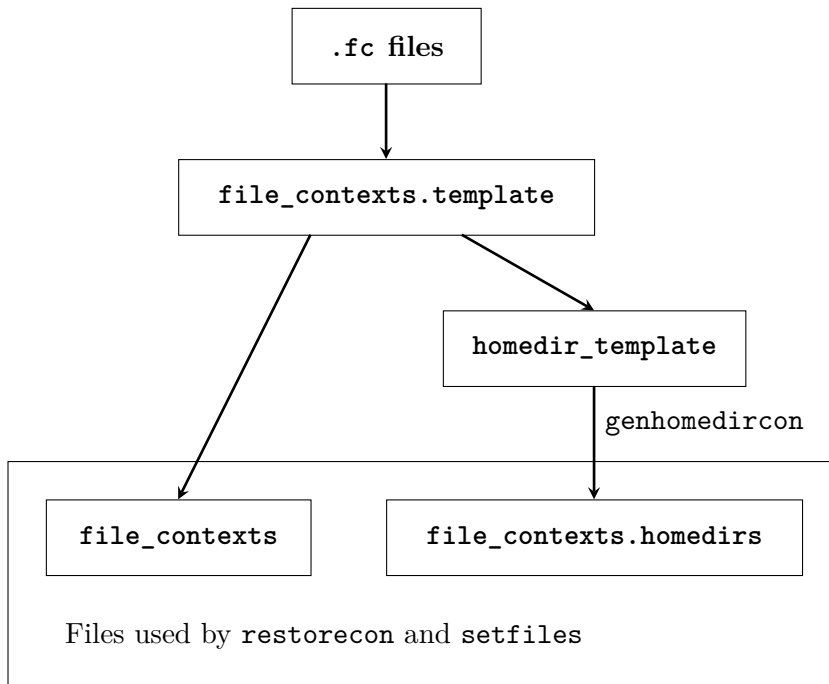 .fc files
file_contexts.template
homedir_template
genhomedircon
file_contexts
file_contexts.homedirs
Files used by restorecon and setfiles